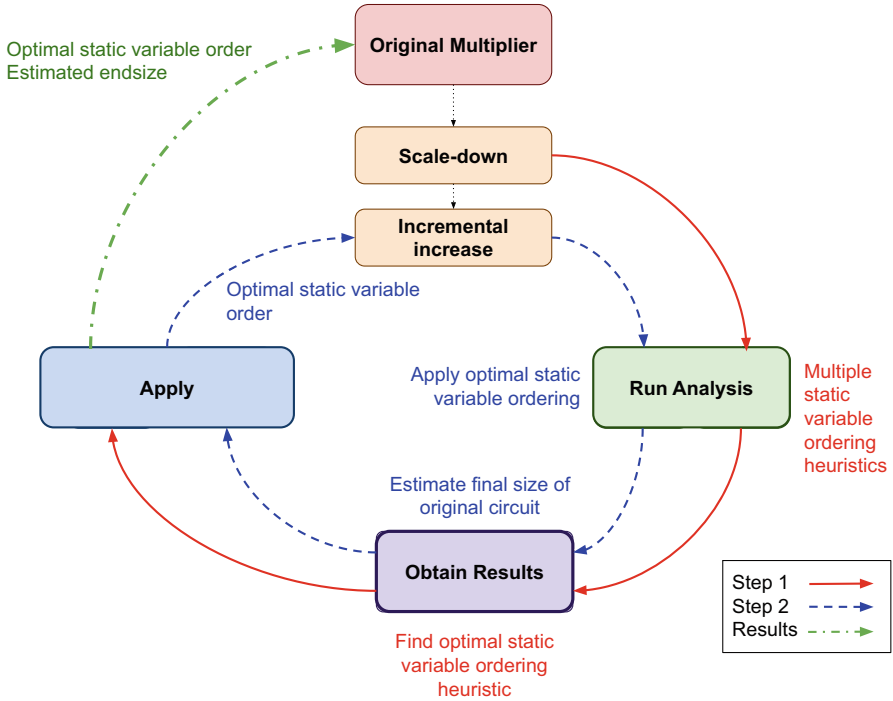 Optimal static variable order
Estimated endsize
Original Multiplier
Scale-down
Incremental
increase
Optimal static variable
order
Apply
Apply optimal static
variable ordering
Run Analysis
Multiple
static
variable
ordering
heuristics
Estimate final size of
original circuit
Obtain Results
Find optimal static
variable ordering
heuristic
Step 1
Step 2
Results